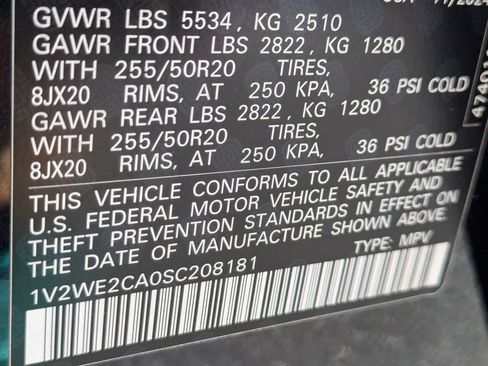 11/2024
GVWR LBS 5534, KG 2510
GAWR FRONT LBS 2822, KG 1280
WITH 255/50R20 TIRES,
8JX20 RIMS, AT 250 KPA, 36 PSI COLD
GAWR REAR LBS 2822, KG 1280
WITH 255/50R20 TIRES,
8JX20 RIMS, AT 250 KPA, 36 PSI COLD
THIS VEHICLE CONFORMS TO ALL APPLICABLE
U.S. FEDERAL MOTOR VEHICLE SAFETY AND
THEFT PREVENTION STANDARDS IN EFFECT ON
THE DATE OF MANUFACTURE SHOWN ABOVE.
1V2WE2CA0SC208181 TYPE: MPV